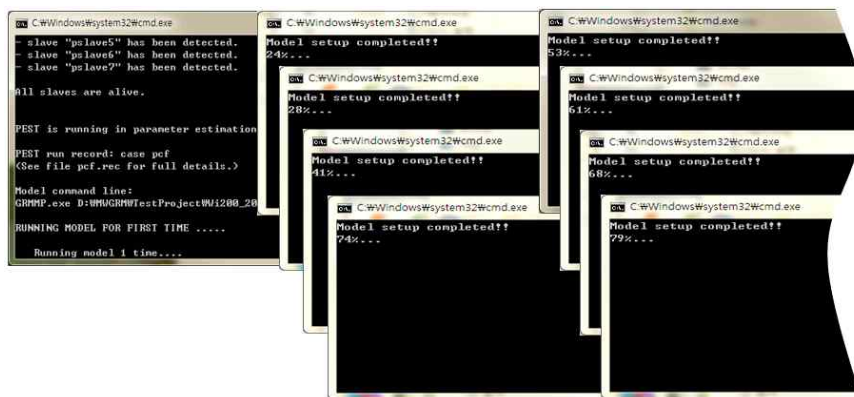 C:₩Windows₩system32₩cmd.exe
- slave "pslave5" has been detected.
- slave "pslave6" has been detected.
- slave "pslave7" has been detected.
All slaves are alive.
PEST is running in parameter estimation
PEST run record: case pcf
(See file pcf.rec for full details.)
Model command line:
GRMMP.exe D:₩MWGRM₩TestProject₩Wi200_20
RUNNING MODEL FOR FIRST TIME .....
Running model 1 time....
C:₩Windows₩system32₩cmd.exe
Model setup completed!!
24%...
C:₩Windows₩system32₩cmd.exe
Model setup completed!!
28%...
C:₩Windows₩system32₩cmd.exe
Model setup completed!!
41%...
C:₩Windows₩system32₩cmd.exe
Model setup completed!!
74%...
C:₩Windows₩system32₩cmd.exe
Model setup completed!!
53%...
C:₩Windows₩system32₩cmd.exe
Model setup completed!!
61%...
C:₩Windows₩system32₩cmd.exe
Model setup completed!!
68%...
C:₩Windows₩system32₩cmd.exe
Model setup completed!!
79%...